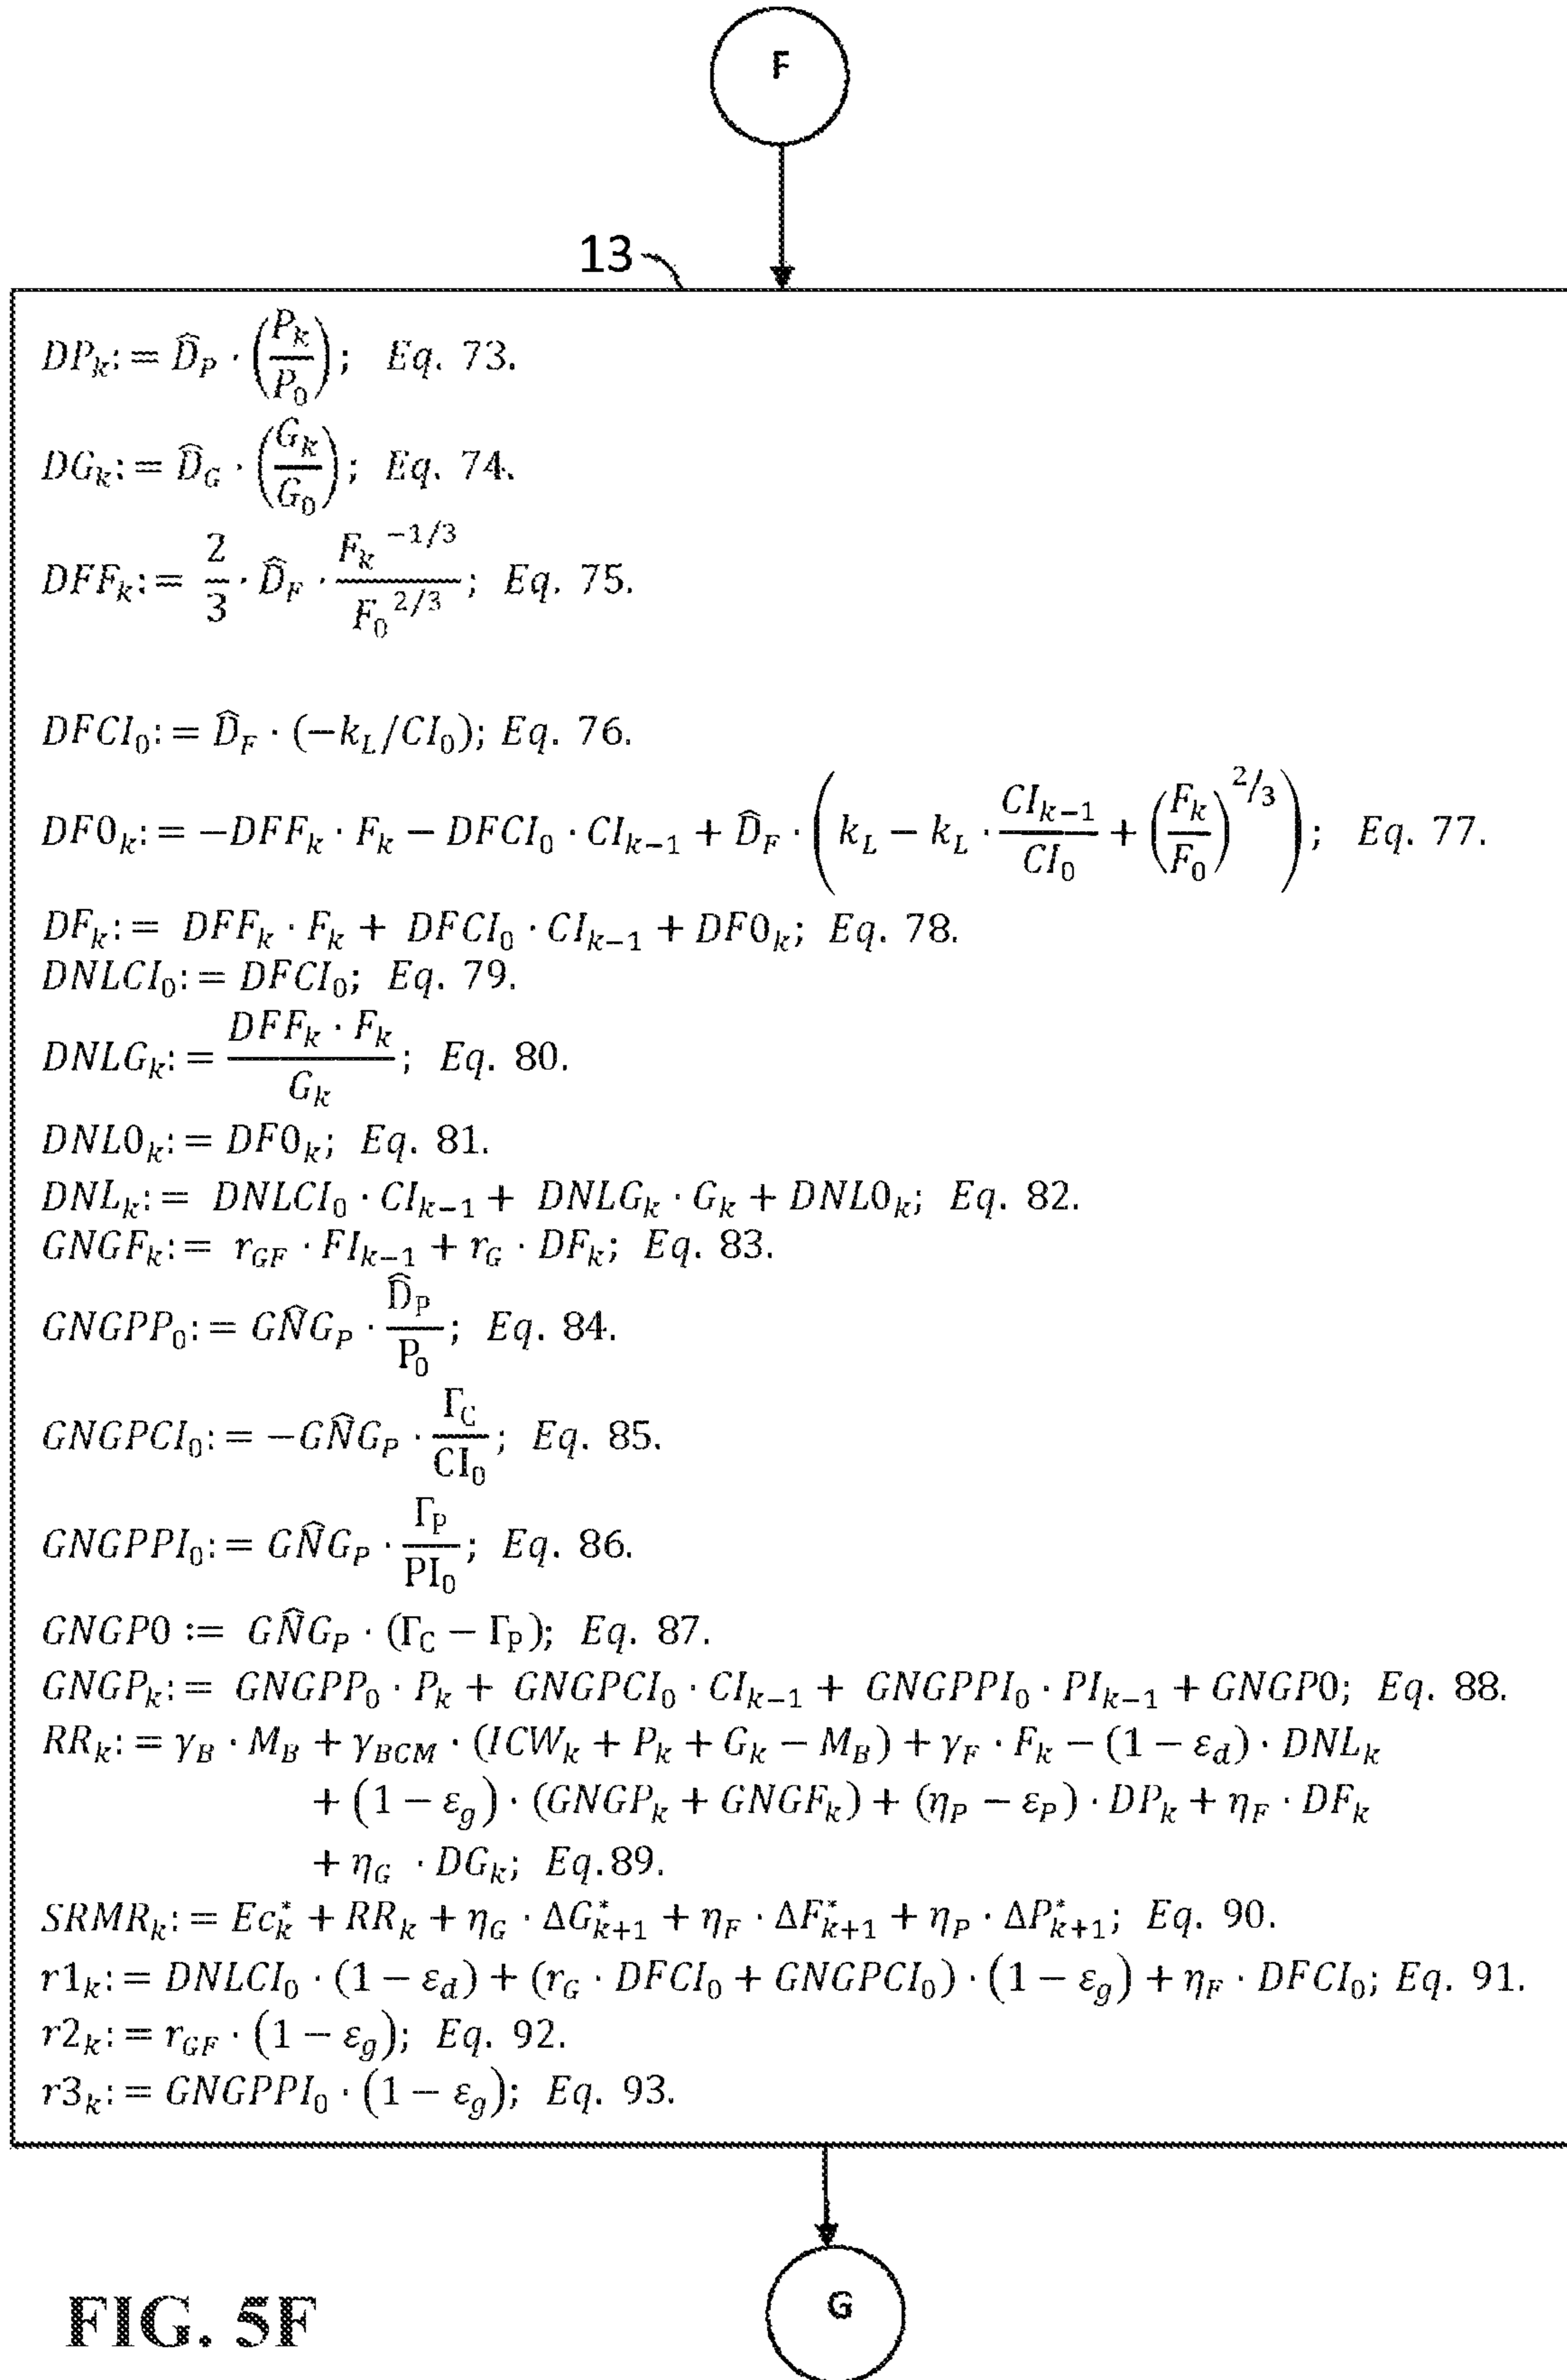 F
13
DP_k := D̂_P · (P_k / P_0); Eq. 73.
DG_k := D̂_G · (G_k / G_0); Eq. 74.
DFF_k := 2/3 · D̂_F · F_k^(-1/3) / F_0^(2/3); Eq. 75.
DFCI_0 := D̂_F · (−k_L/CI_0); Eq. 76.
DF0_k := −DFF_k · F_k − DFCI_0 · CI_{k−1} + D̂_F · (k_L − k_L · CI_{k−1} / CI_0 + (F_k / F_0)^(2/3)); Eq. 77.
DF_k := DFF_k · F_k + DFCI_0 · CI_{k−1} + DF0_k; Eq. 78.
DNLCI_0 := DFCI_0; Eq. 79.
DNLG_k := DFF_k · F_k / G_k; Eq. 80.
DNL0_k := DF0_k; Eq. 81.
DNL_k := DNLCI_0 · CI_{k−1} + DNLG_k · G_k + DNL0_k; Eq. 82.
GNGF_k := r_GF · FI_{k−1} + r_G · DF_k; Eq. 83.
GNGPP_0 := GN̂G_P · D̂_P / P_0; Eq. 84.
GNGPCI_0 := −GN̂G_P · Γ_C / CI_0; Eq. 85.
GNGPPI_0 := GN̂G_P · Γ_P / PI_0; Eq. 86.
GNGP0 := GN̂G_P · (Γ_C − Γ_P); Eq. 87.
GNGP_k := GNGPP_0 · P_k + GNGPCI_0 · CI_{k−1} + GNGPPI_0 · PI_{k−1} + GNGP0; Eq. 88.
RR_k := γ_B · M_B + γ_BCM · (ICW_k + P_k + G_k − M_B) + γ_F · F_k − (1 − ε_d) · DNL_k
+ (1 − ε_g) · (GNGP_k + GNGF_k) + (η_P − ε_P) · DP_k + η_F · DF_k
+ η_G · DG_k; Eq.89.
SRMR_k := Ec*_k + RR_k + η_G · ΔG*_{k+1} + η_F · ΔF*_{k+1} + η_P · ΔP*_{k+1}; Eq. 90.
r1_k := DNLCI_0 · (1 − ε_d) + (r_G · DFCI_0 + GNGPCI_0) · (1 − ε_g) + η_F · DFCI_0; Eq. 91.
r2_k := r_GF · (1 − ε_g); Eq. 92.
r3_k := GNGPPI_0 · (1 − ε_g); Eq. 93.
FIG. 5F
G